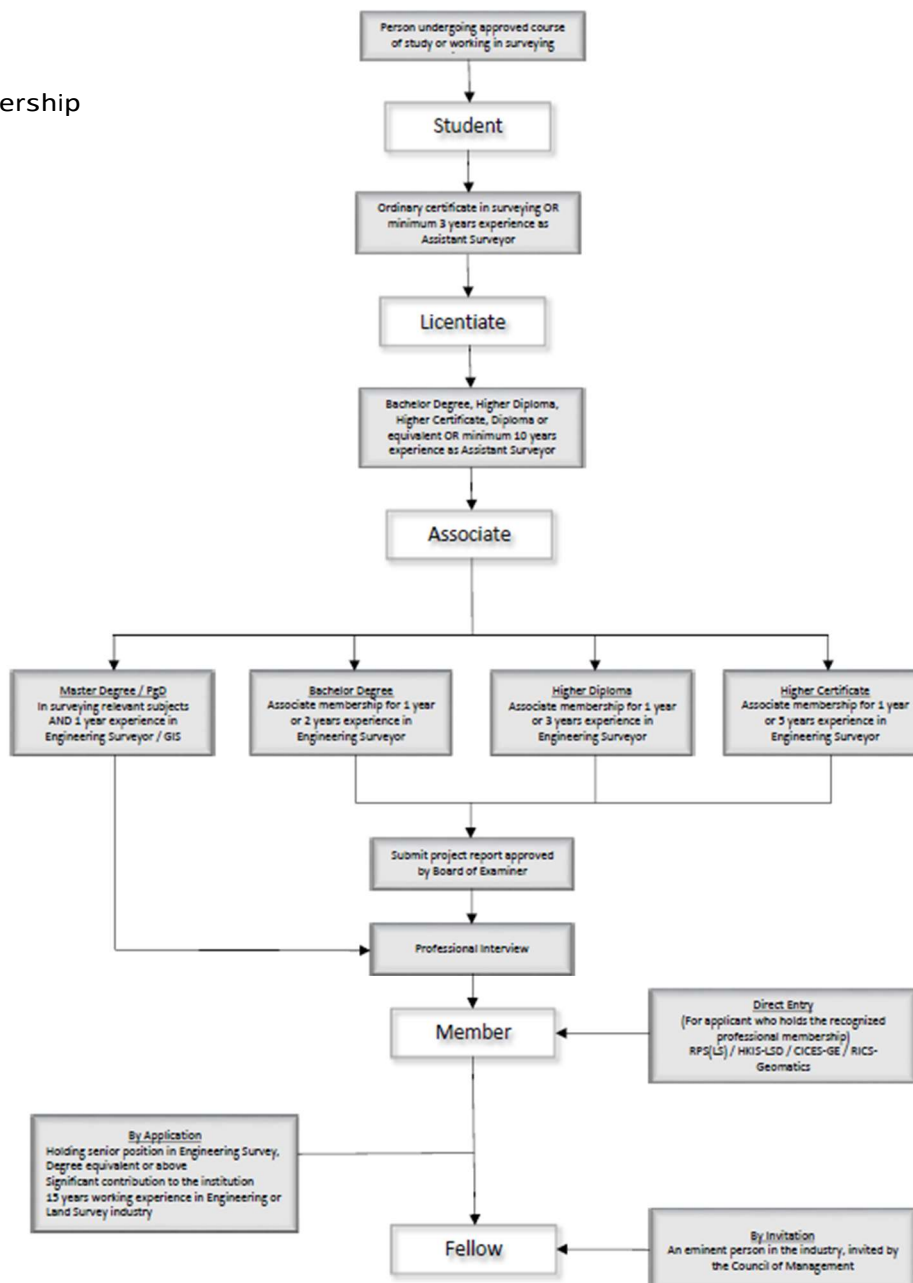 Person undergoing approved course
of study or working in surveying
ership
Student
Ordinary certificate in surveying OR
minimum 3 years experience as
Assistant Surveyor
Licentiate
Bachelor Degree, Higher Diploma,
Higher Certificate, Diploma or
equivalent OR minimum 10 years
experience as Assistant Surveyor
Associate
Master Degree / PgD
In surveying relevant subjects
AND 1 year experience in
Engineering Surveyor / GIS
Bachelor Degree
Associate membership for 1 year
or 2 years experience in
Engineering Surveyor
Higher Diploma
Associate membership for 1 year
or 3 years experience in
Engineering Surveyor
Higher Certificate
Associate membership for 1 year
or 5 years experience in
Engineering Surveyor
Submit project report approved
by Board of Examiner
Professional Interview
Member
Direct Entry
(For applicant who holds the recognized
professional membership)
RPS(LS) / HKIS-LSD / CICES-GE / RICS-
Geomatics
By Application
Holding senior position in Engineering Survey,
Degree equivalent or above
Significant contribution to the institution
15 years working experience in Engineering or
Land Survey industry
Fellow
By Invitation
An eminent person in the industry, invited by
the Council of Management